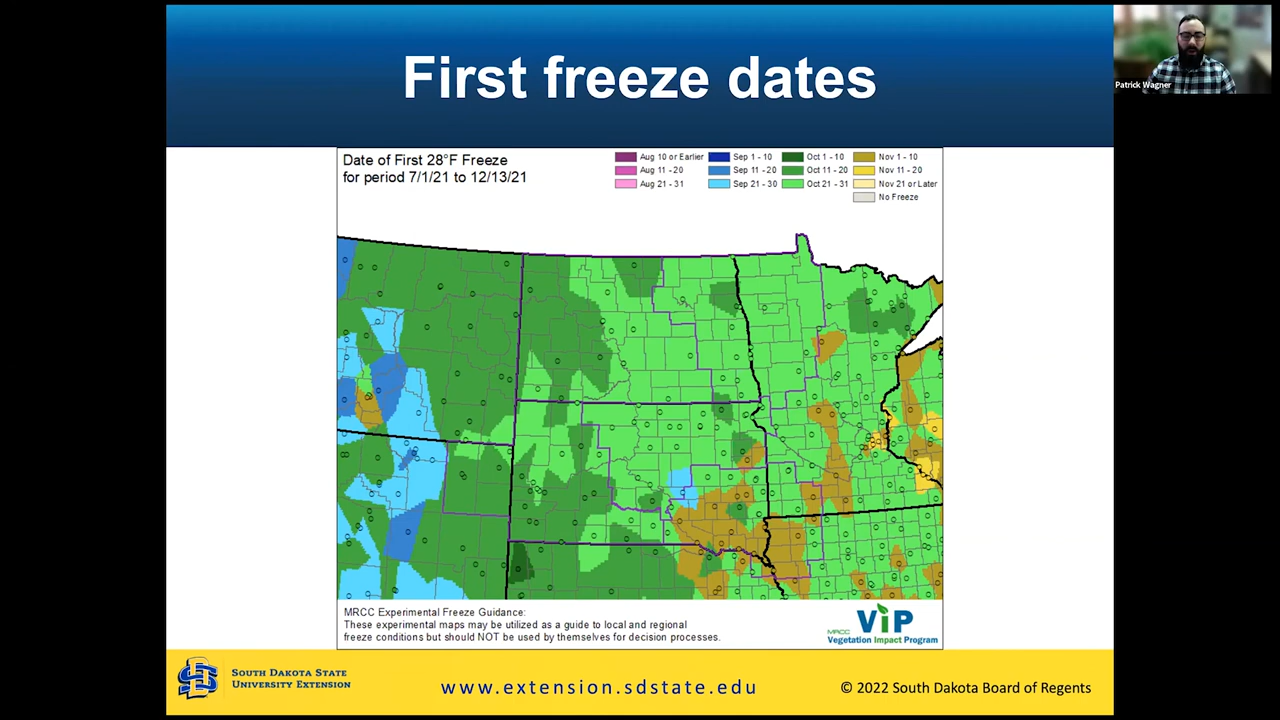 First freeze dates
Patrick Wagner
Date of First 28°F Freeze
for period 7/1/21 to 12/13/21
Aug 10 or Earlier
Aug 11 - 20
Aug 21 - 31
Sep 1 - 10
Sep 11 - 20
Sep 21 - 30
Oct 1 - 10
Oct 11 - 20
Oct 21 - 31
Nov 1 - 10
Nov 11 - 20
Nov 21 or Later
No Freeze
MRCC Experimental Freeze Guidance:
These experimental maps may be utilized as a guide to local and regional
freeze conditions but should NOT be used by themselves for decision processes.
MRCC ViP
Vegetation Impact Program
SOUTH DAKOTA STATE
UNIVERSITY EXTENSION
www.extension.sdstate.edu
© 2022 South Dakota Board of Regents